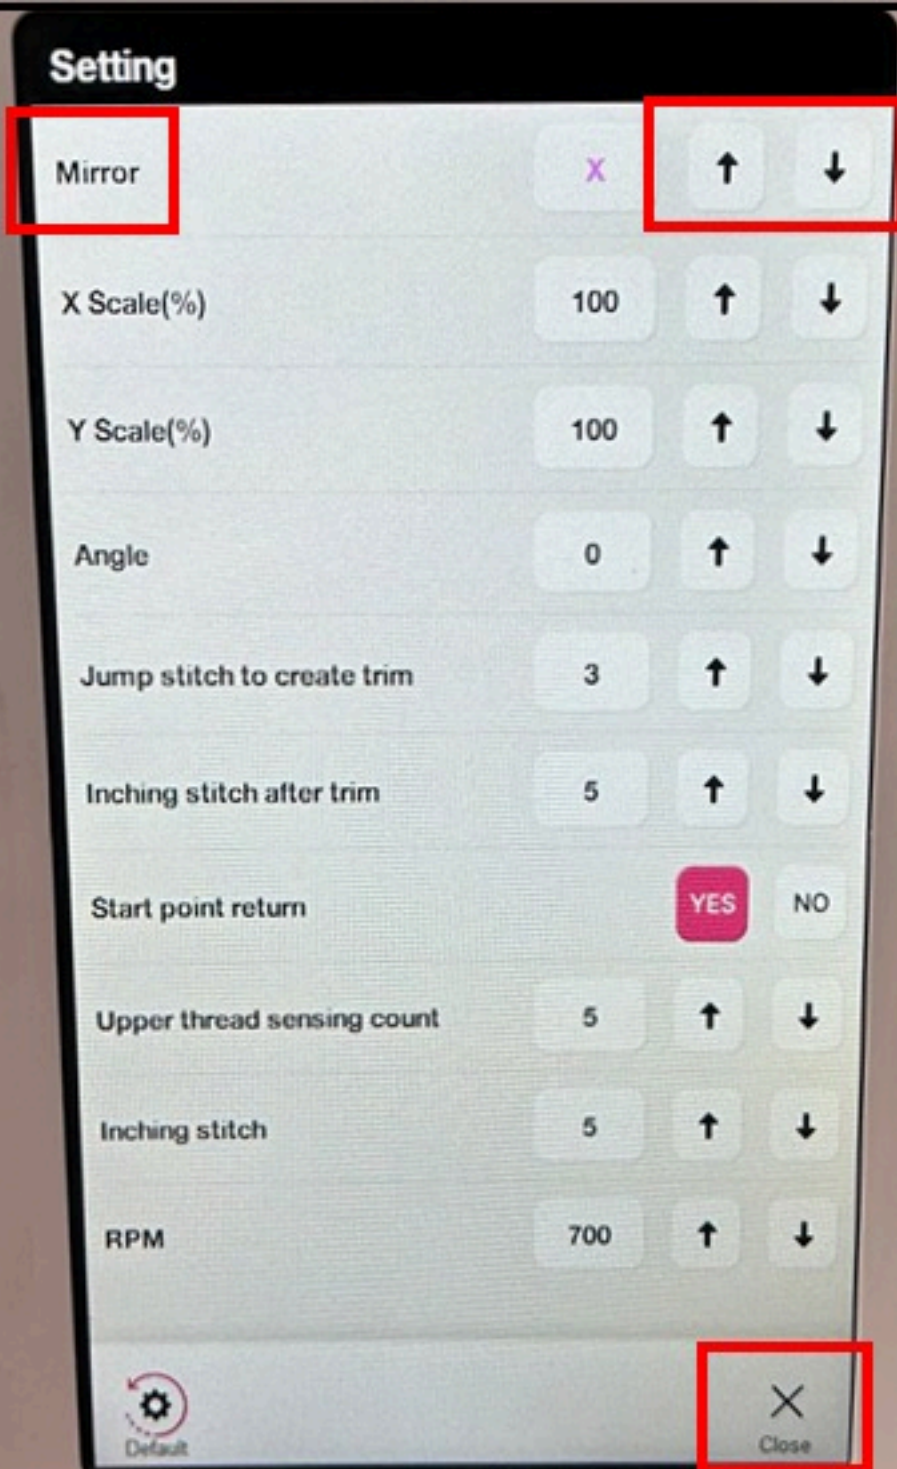 Setting
Mirror X ↑ ↓
X Scale(%) 100 ↑ ↓
Y Scale(%) 100 ↑ ↓
Angle 0 ↑ ↓
Jump stitch to create trim 3 ↑ ↓
Inching stitch after trim 5 ↑ ↓
Start point return YES NO
Upper thread sensing count 5 ↑ ↓
Inching stitch 5 ↑ ↓
RPM 700 ↑ ↓
Default Close